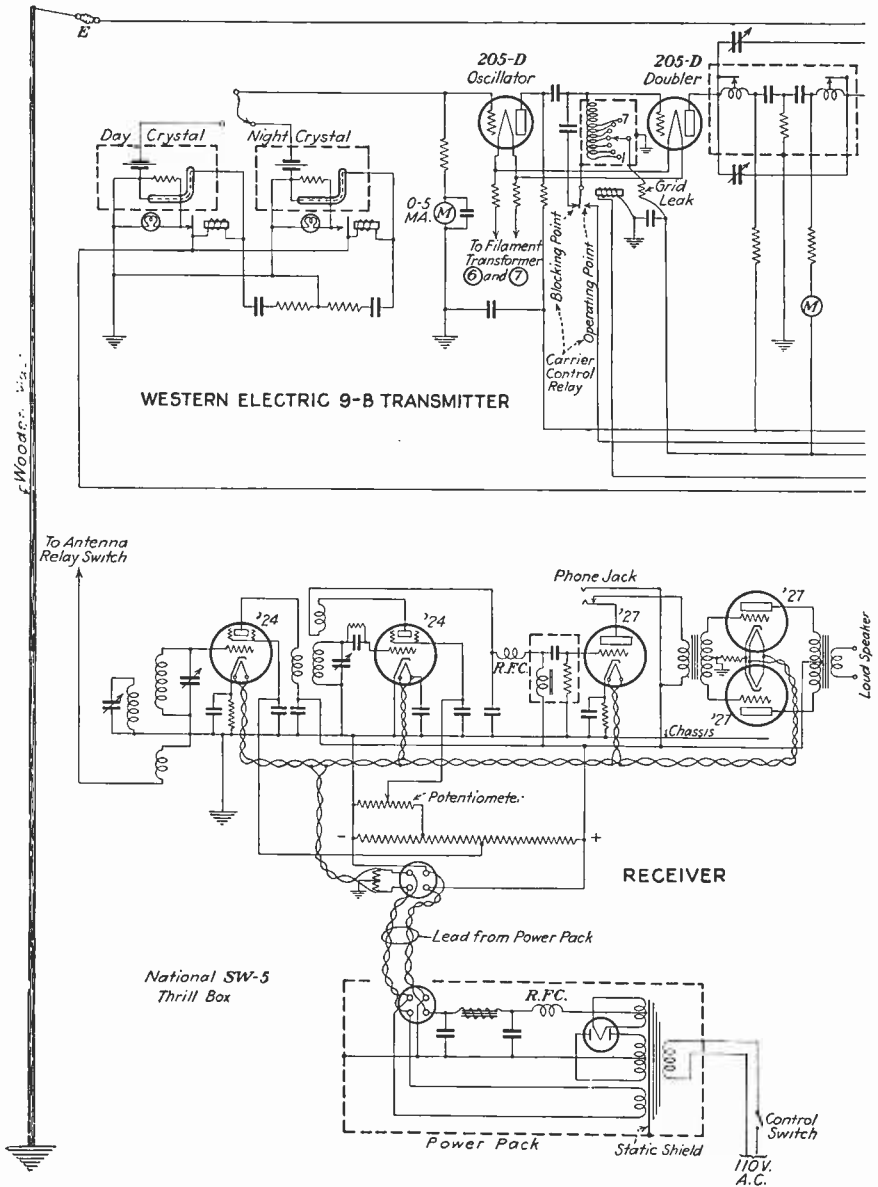 E
205-D
Oscillator
205-D
Doubler
Day Crystal
Night Crystal
7
1
0-5
MA.
M
Grid
Leak
To Filament
Transformer
6 and 7
Blocking Point
Operating Point
Carrier
Control
Relay
M
WESTERN ELECTRIC 9-B TRANSMITTER
Wooden
To Antenna
Relay Switch
Phone Jack
'24
'24
'27
'27
R.F.C.
'27
Loud Speaker
Chassis
Potentiometer
-
+
RECEIVER
Lead from Power Pack
National SW-5
Thrill Box
R.F.C.
Control
Switch
Power Pack
Static Shield
110V.
A.C.